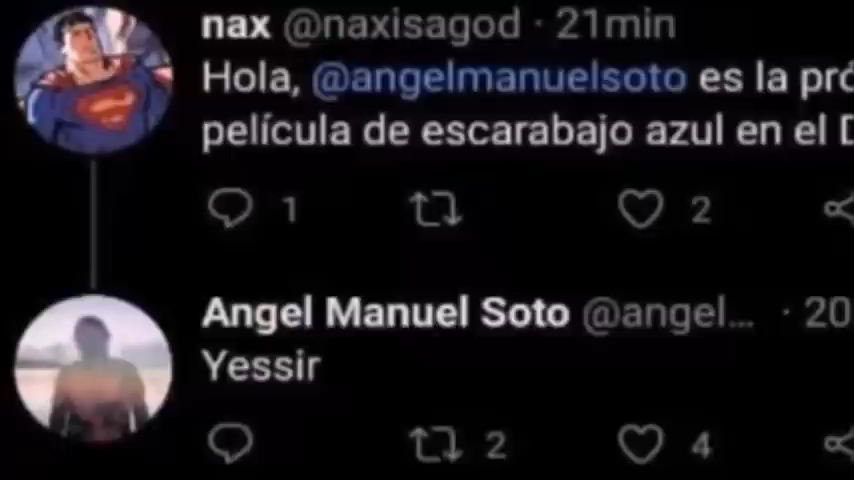 nax @naxisagod · 21min
Hola, @angelmanuelsoto es la
película de escarabajo azul en el
1 2
Angel Manuel Soto @angel... · 20
Yessir
2 4